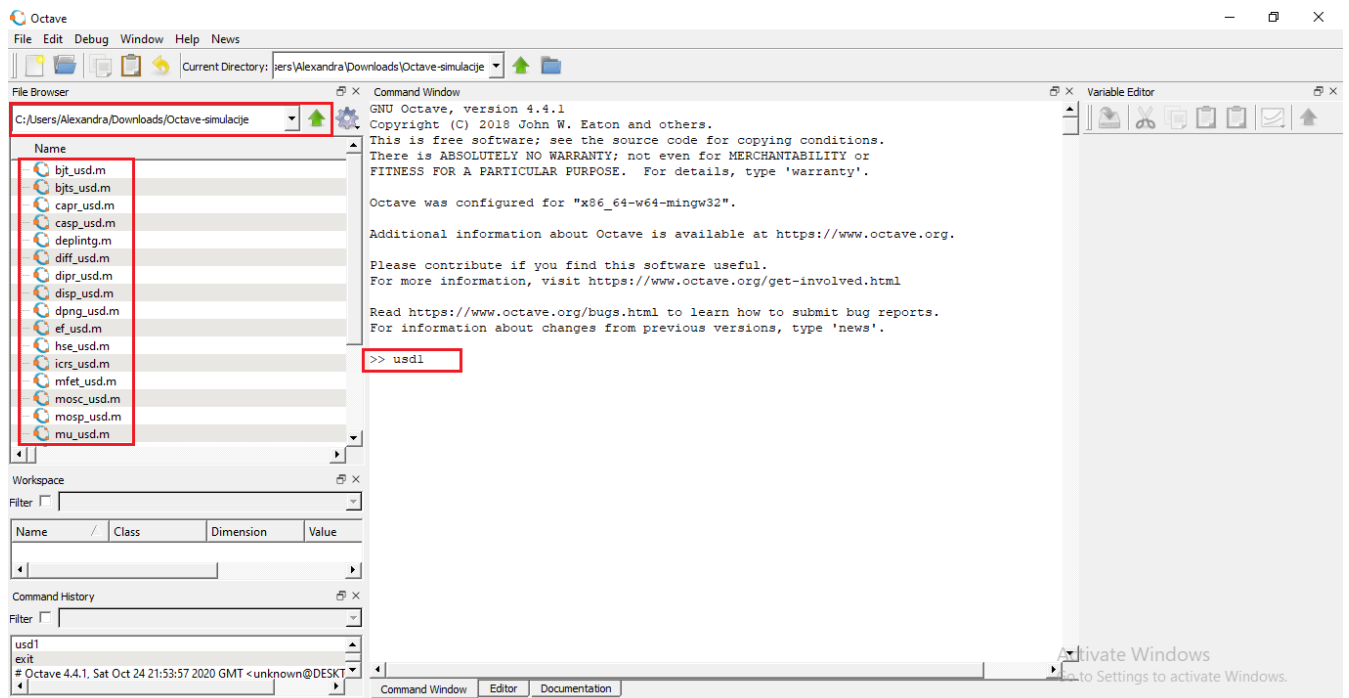 Octave
File Edit Debug Window Help News
Current Directory: sers\Alexandra\Downloads\Octave-simulacije
File Browser
C:/Users/Alexandra/Downloads/Octave-simulacije
Name
bjt_usd.m
bjts_usd.m
capr_usd.m
casp_usd.m
deplintg.m
diff_usd.m
dipr_usd.m
disp_usd.m
dpng_usd.m
ef_usd.m
hse_usd.m
icrs_usd.m
mfet_usd.m
mosc_usd.m
mosp_usd.m
mu_usd.m
Workspace
Filter
Name Class Dimension Value
Command History
Filter
usd1
exit
# Octave 4.4.1, Sat Oct 24 21:53:57 2020 GMT <unknown@DESKT
Command Window
GNU Octave, version 4.4.1
Copyright (C) 2018 John W. Eaton and others.
This is free software; see the source code for copying conditions.
There is ABSOLUTELY NO WARRANTY; not even for MERCHANTABILITY or
FITNESS FOR A PARTICULAR PURPOSE.  For details, type 'warranty'.
Octave was configured for "x86_64-w64-mingw32".
Additional information about Octave is available at https://www.octave.org.
Please contribute if you find this software useful.
For more information, visit https://www.octave.org/get-involved.html
Read https://www.octave.org/bugs.html to learn how to submit bug reports.
For information about changes from previous versions, type 'news'.
>> usd1
Command Window Editor Documentation
Variable Editor
Activate Windows
Go to Settings to activate Windows.